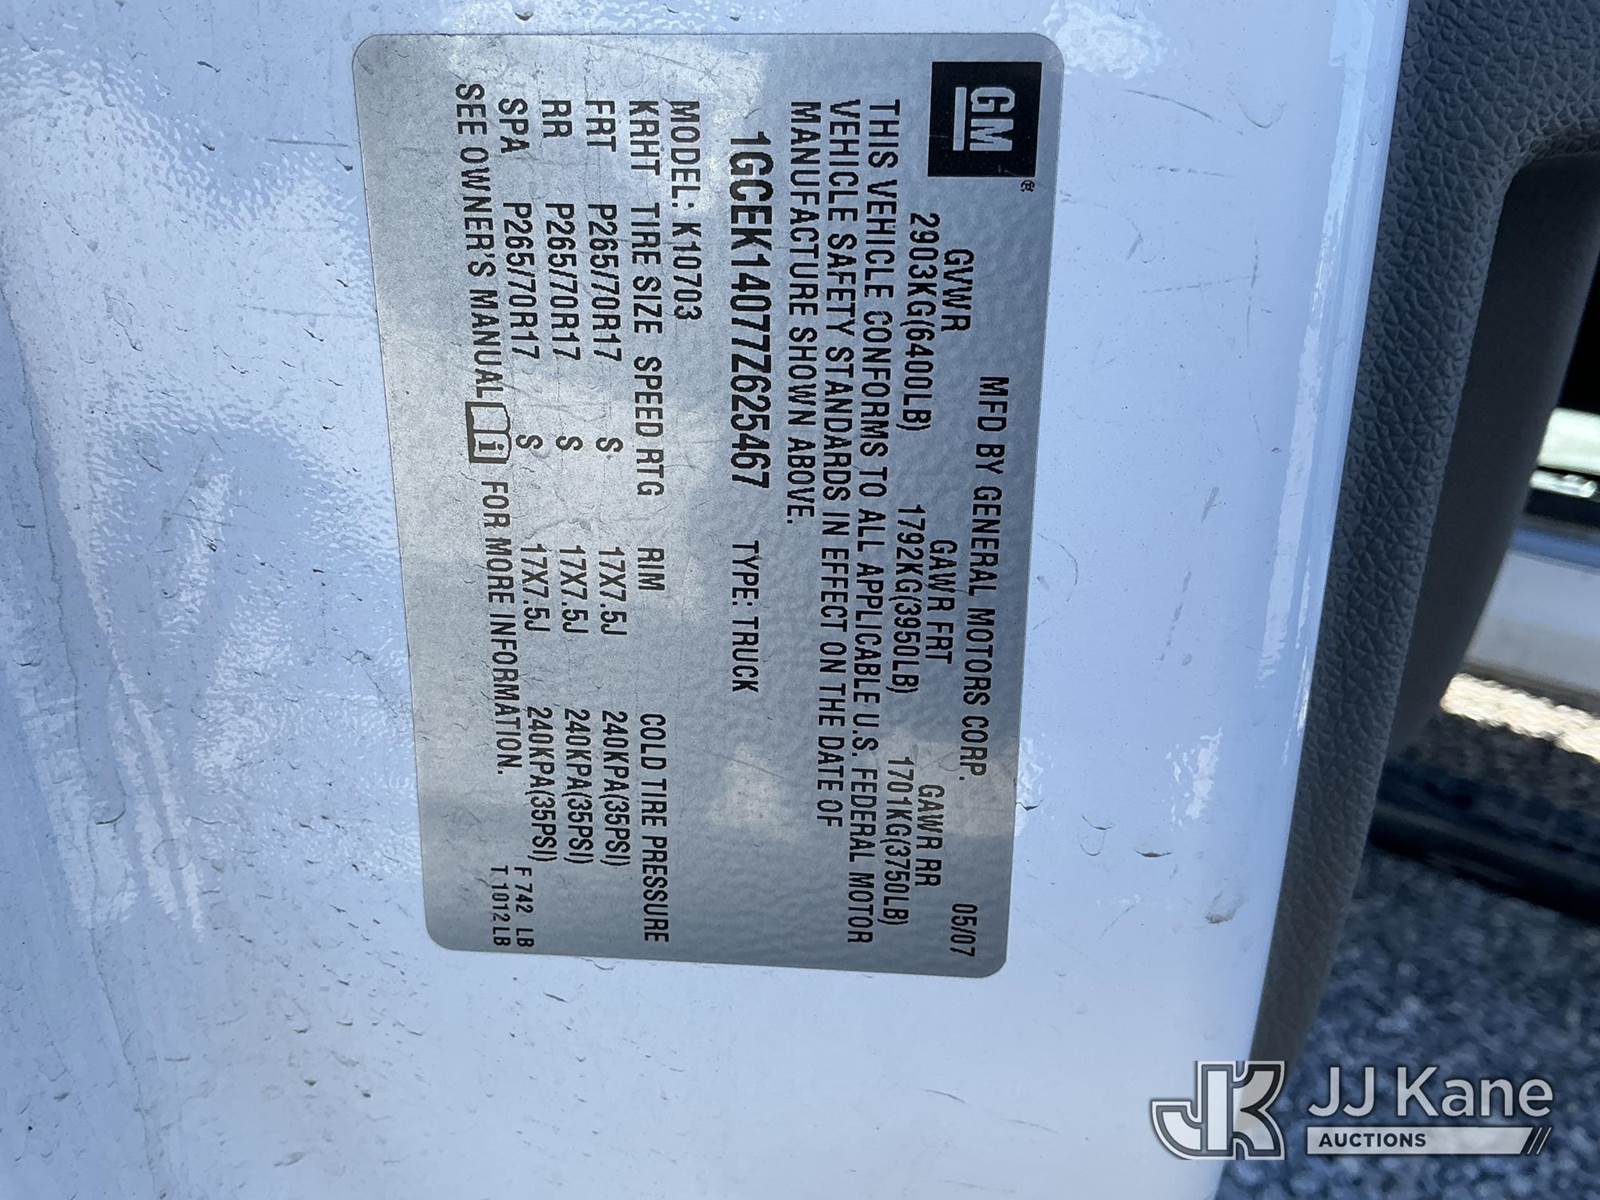 GM
MFD BY GENERAL MOTORS CORP. 05/07
GVWR GAWR FRT GAWR RR
2903KG(6400LB) 1792KG(3950LB) 1701KG(3750LB)
THIS VEHICLE CONFORMS TO ALL APPLICABLE U.S. FEDERAL MOTOR
VEHICLE SAFETY STANDARDS IN EFFECT ON THE DATE OF
MANUFACTURE SHOWN ABOVE.
1GCEK14077Z625467 TYPE: TRUCK
MODEL: K10703
KRHT TIRE SIZE SPEED RTG RIM COLD TIRE PRESSURE
FRT P265/70R17 S 17X7.5J 240KPA(35PSI)
RR P265/70R17 S 17X7.5J 240KPA(35PSI)
SPA P265/70R17 S 17X7.5J 240KPA(35PSI)
SEE OWNER'S MANUAL i FOR MORE INFORMATION.
F 742 LB
T 1012 LB
JK
JJ Kane
AUCTIONS